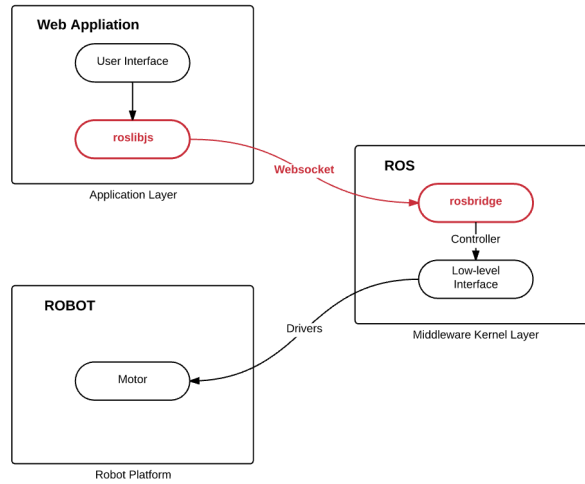 Web Appliation
User Interface
roslibjs
Application Layer
Websocket
ROS
rosbridge
Controller
Low-level
Interface
Middleware Kernel Layer
ROBOT
Drivers
Motor
Robot Platform